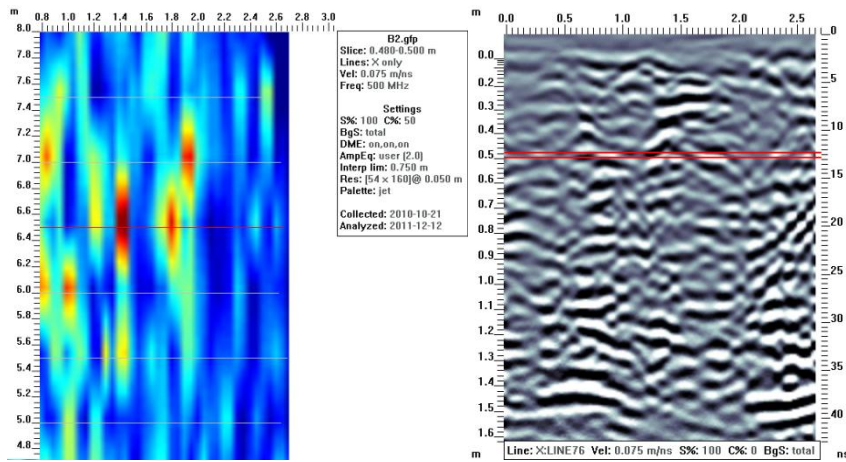 m
0.8 1.0 1.2 1.4 1.6 1.8 2.0 2.2 2.4 2.6 3.0
8.0
7.8
7.4
7.2
7.0
6.8
6.6
6.4
6.2
6.0
5.8
5.6
5.4
5.2
5.0
4.8
B2.gfp
Slice: 0.480-0.500 m
Lines: X only
Vel: 0.075 m/ns
Freq: 500 MHz
Settings
S%: 100 C%: 50
BgS: total
DME: on,on,on
AmpEq: user [2.0]
Interp lim: 0.750 m
Res: [54 x 160]@ 0.050 m
Palette: jet
Collected: 2010-10-21
Analyzed: 2011-12-12
m
0.0 0.5 1.0 1.5 2.0 2.5
0.0
0.2
0.3
0.4
0.5
0.6
0.7
0.8
0.9
1.0
1.1
1.2
1.3
1.4
1.5
1.6
m
0
5
10
15
20
25
30
35
40
ns
Line: X:LINE76 Vel: 0.075 m/ns S%: 100 C%: 0 BgS: total